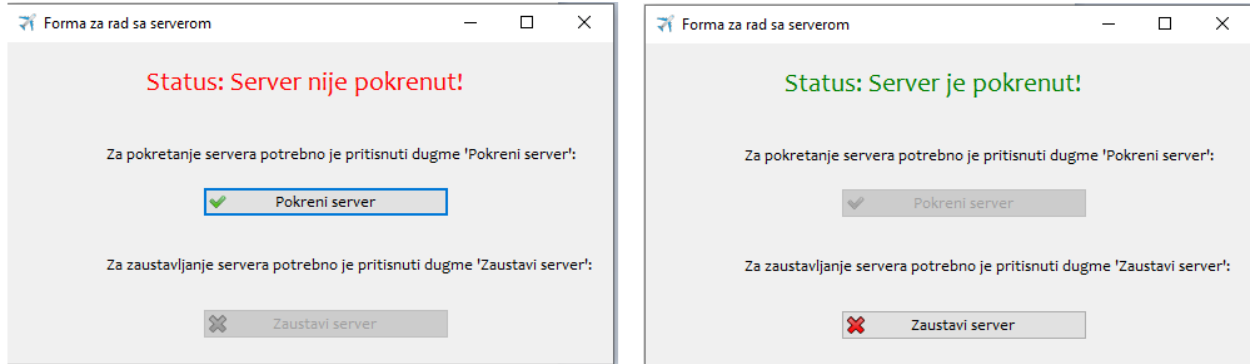 Forma za rad sa serverom
Status: Server nije pokrenut!
Za pokretanje servera potrebno je pritisnuti dugme 'Pokreni server':
Pokreni server
Za zaustavljanje servera potrebno je pritisnuti dugme 'Zaustavi server':
Zaustavi server
Forma za rad sa serverom
Status: Server je pokrenut!
Za pokretanje servera potrebno je pritisnuti dugme 'Pokreni server':
Pokreni server
Za zaustavljanje servera potrebno je pritisnuti dugme 'Zaustavi server':
Zaustavi server